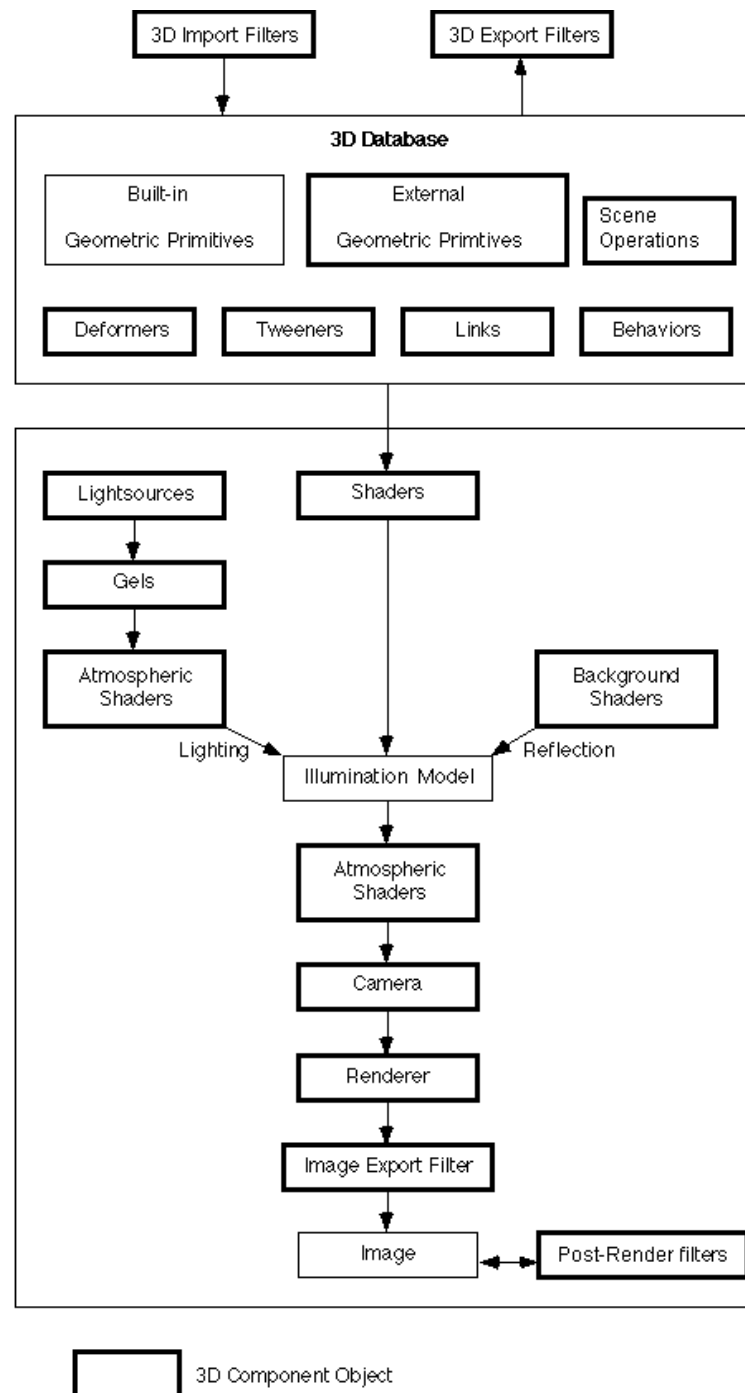 3D Import Filters
3D Export Filters
3D Database
Built-in
Geometric Primitives
External
Geometric Primtives
Scene
Operations
Deformers
Tweeners
Links
Behaviors
Lightsources
Shaders
Gels
Atmospheric
Shaders
Background
Shaders
Lighting
Reflection
Illumination Model
Atmospheric
Shaders
Camera
Renderer
Image Export Filter
Image
Post-Render filters
3D Component Object